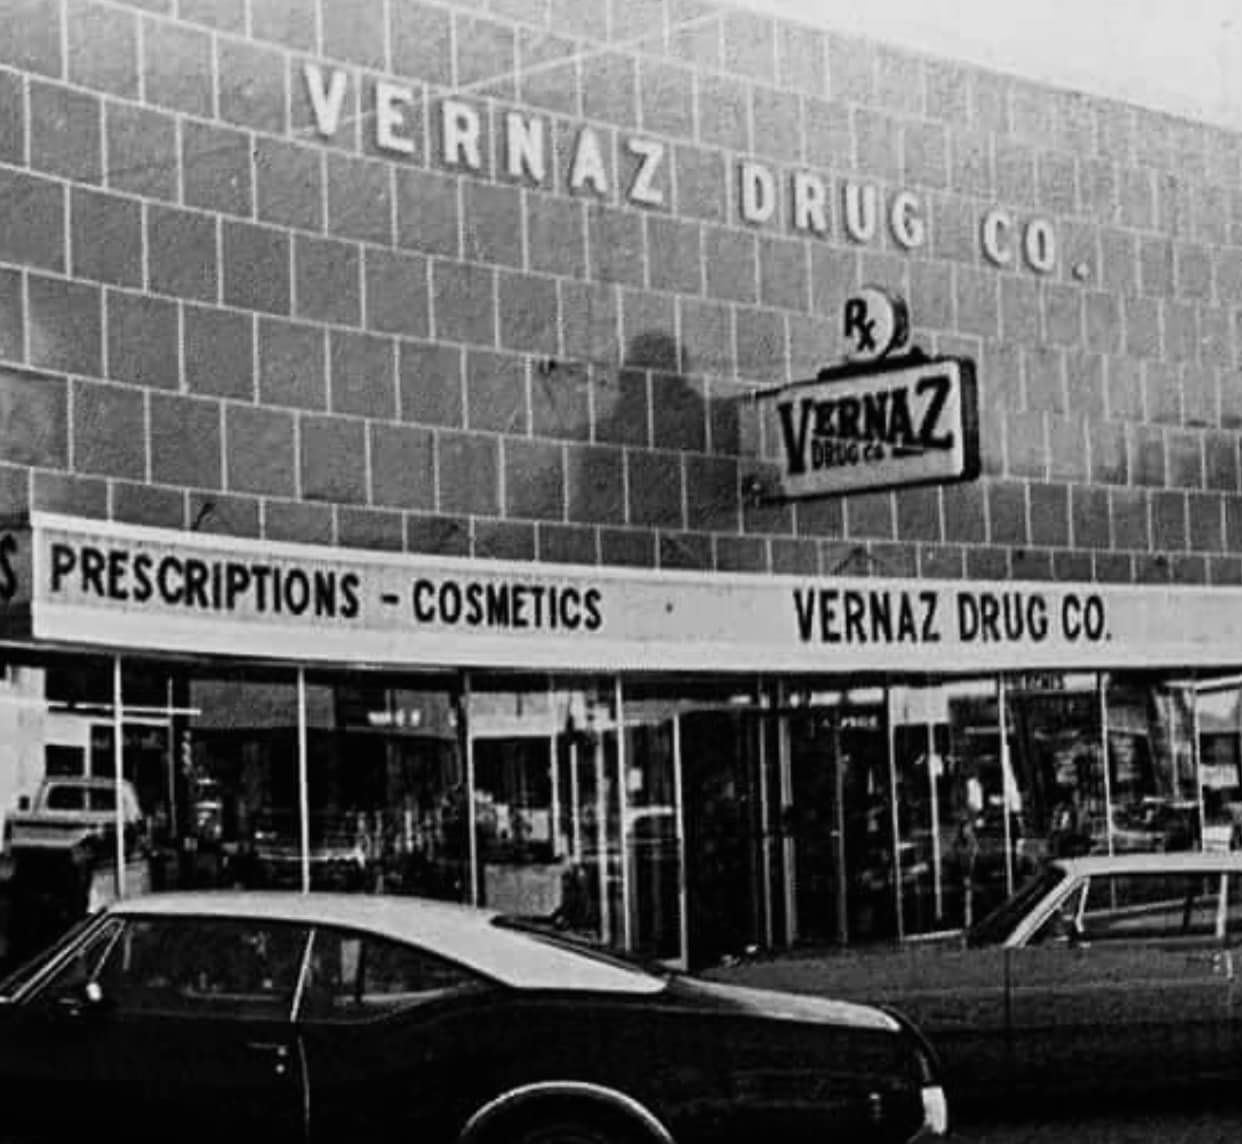 VERNAZ DRUG CO.
Rx
VERNAZ
DRUG CO
S
PRESCRIPTIONS - COSMETICS
VERNAZ DRUG CO.